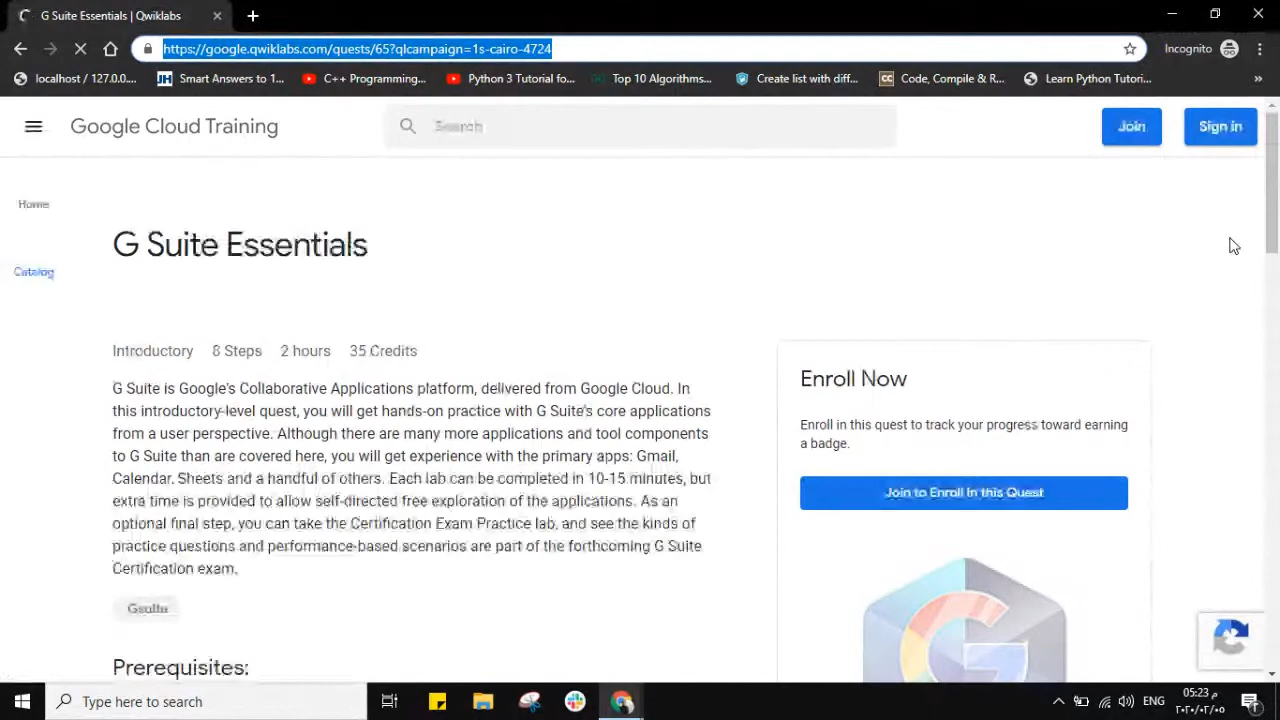 G Suite Essentials | Qwiklabs
https://google.qwiklabs.com/quests/65?qlcampaign=1s-cairo-4724
Incognito
localhost / 127.0.0....
Smart Answers to 1...
C++ Programming...
Python 3 Tutorial fo...
Top 10 Algorithms...
Create list with diff...
Code, Compile & R...
Learn Python Tutori...
Google Cloud Training
Search
Join
Sign in
Home
Catalog
G Suite Essentials
Introductory 8 Steps 2 hours 35 Credits
G Suite is Google's Collaborative Applications platform, delivered from Google Cloud. In
this introductory-level quest, you will get hands-on practice with G Suite's core applications
from a user perspective. Although there are many more applications and tool components
to G Suite than are covered here, you will get experience with the primary apps: Gmail,
Calendar. Sheets and a handful of others. Each lab can be completed in 10-15 minutes, but
extra time is provided to allow self-directed free exploration of the applications. As an
optional final step, you can take the Certification Exam Practice lab, and see the kinds of
practice questions and performance-based scenarios are part of the forthcoming G Suite
Certification exam.
Gsuite
Prerequisites:
Enroll Now
Enroll in this quest to track your progress toward earning
a badge.
Join to Enroll in this Quest
Type here to search
ENG
05:23 م
٢٠٢٠/٠٢/٠٥